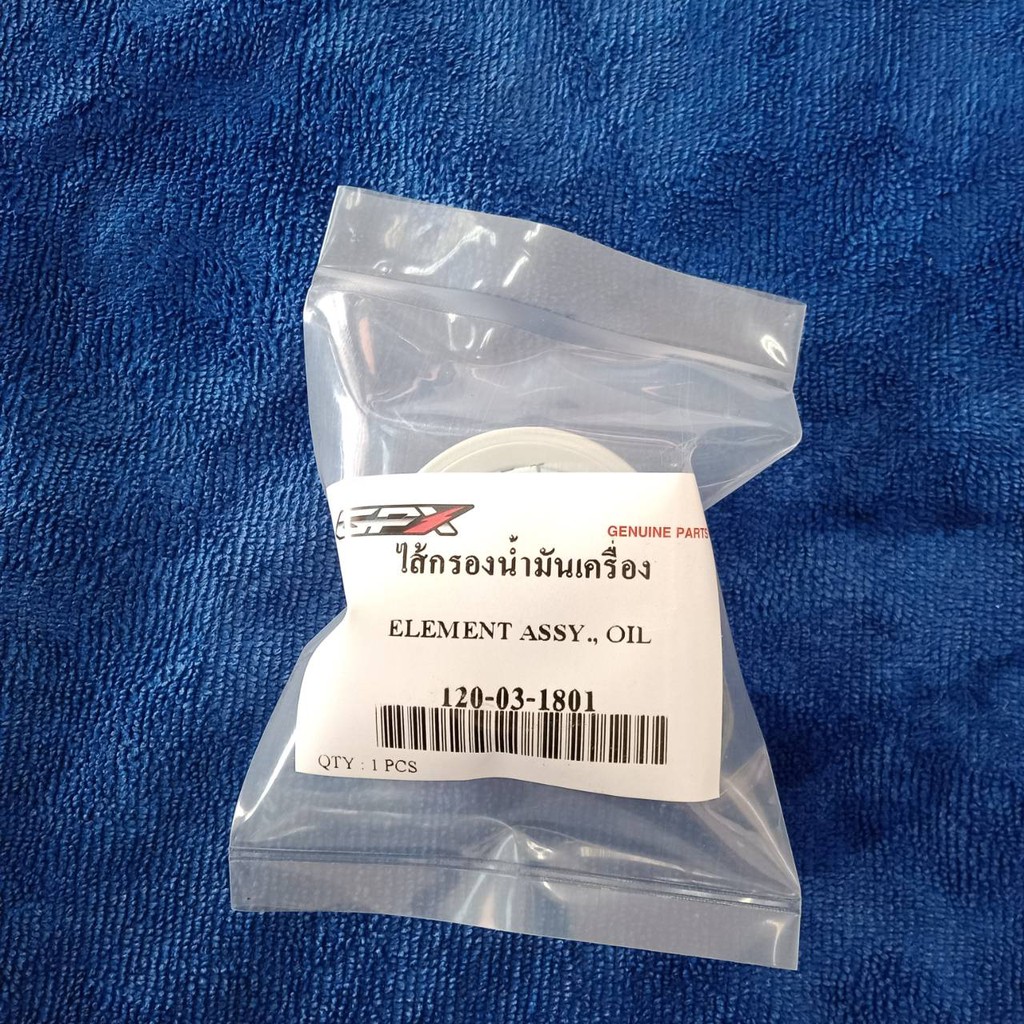 GPX
GENUINE PARTS
ไส้กรองน้ำมันเครื่อง
ELEMENT ASSY., OIL
120-03-1801
QTY : 1 PCS